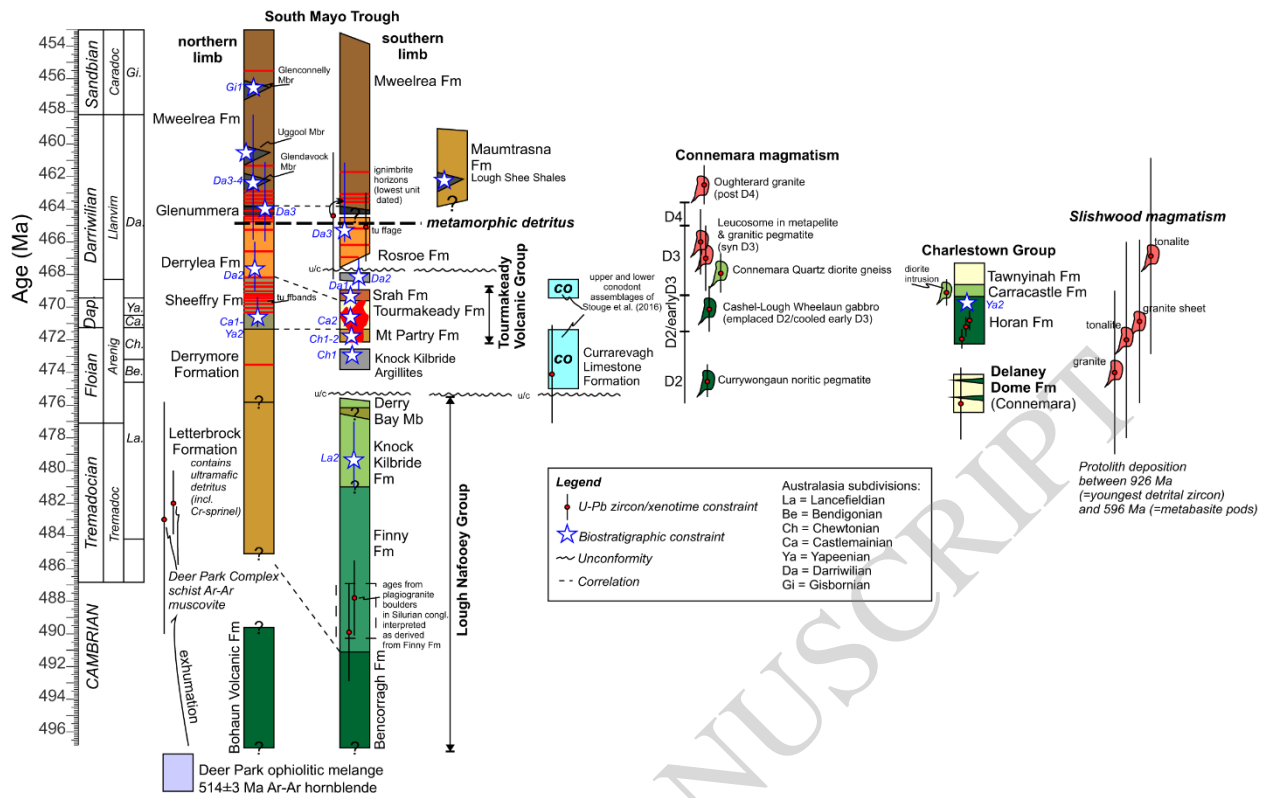 South Mayo Trough
northern
limb
southern
limb
Age (Ma)
454
456
458
460
462
464
466
468
470
472
474
476
478
480
482
484
486
488
490
492
494
496
Sandbian
Darriwilian
Dap
Floian
Tremadocian
CAMBRIAN
Caradoc
Llanvirn
Arenig
Tremadoc
Gi.
Da.
Ya.
Ca.
Ch.
Be.
La.
Glenconnelly
Mbr
Gi1
Mweelrea Fm
Uggool Mbr
Glendavock
Mbr
Da3-4
Glenummera
Da3
Derrylea Fm
Da2
Sheeffry Fm
tu ffbands
Ca1-
Ya2
Derrymore
Formation
?
Letterbrock
Formation
contains
ultramafic
detritus
(incl.
Cr-sprinel)
?
Deer Park Complex
schist Ar-Ar
muscovite
exhumation
Bohaun Volcanic Fm
?
Deer Park ophiolitic melange
514±3 Ma Ar-Ar hornblende
Mweelrea Fm
ignimbrite
horizons
(lowest unit
dated)
?
metamorphic detritus
tu ffage
Da3
Rosroe Fm
u/c
Da1
Da2
Srah Fm
Tourmakeady Fm
Ca2
Mt Partry Fm
Ch1-2
Ch1
Knock Kilbride
Argillites
Tourmakeady
Volcanic Group
u/c
u/c
Derry
Bay Mb
?
Knock
Kilbride
Fm
La2
?
Finny
Fm
ages from
plagiogranite
boulders
in Silurian congl.
interpreted
as derived
from Finny Fm
Bencorragh Fm
?
Lough Nafooey Group
Maumtrasna
Fm
Lough Shee Shales
?
upper and lower
conodont
assemblages of
Stouge et al. (2016)
co
co
Currarevagh
Limestone
Formation
Connemara magmatism
D4
D3
D2/early D3
D2
Oughterard granite
(post D4)
Leucosome in metapelite
& granitic pegmatite
(syn D3)
Connemara Quartz diorite gneiss
Cashel-Lough Wheelaun gabbro
(emplaced D2/cooled early D3)
Currywongaun noritic pegmatite
Charlestown Group
diorite
intrusion
Tawnyinah Fm
Carracastle Fm
Ya2
Horan Fm
Delaney
Dome Fm
(Connemara)
Slishwood magmatism
tonalite
granite sheet
tonalite
granite
Protolith deposition
between 926 Ma
(=youngest detrital zircon)
and 596 Ma (=metabasite pods)
Legend
U-Pb zircon/xenotime constraint
Biostratigraphic constraint
Unconformity
Correlation
Australasia subdivisions:
La = Lancefieldian
Be = Bendigonian
Ch = Chewtonian
Ca = Castlemainian
Ya = Yapeenian
Da = Darriwilian
Gi = Gisbornian
NUSCRIPT